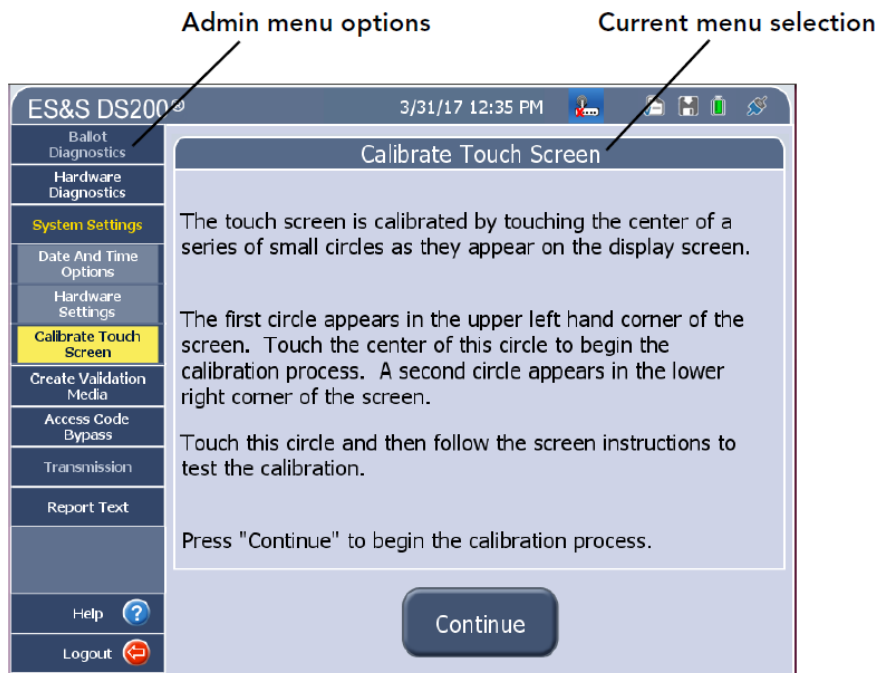 Admin menu options
Current menu selection
ES&S DS200®
3/31/17 12:35 PM
Ballot
Diagnostics
Hardware
Diagnostics
System Settings
Date And Time
Options
Hardware
Settings
Calibrate Touch
Screen
Create Validation
Media
Access Code
Bypass
Transmission
Report Text
Help ?
Logout
Calibrate Touch Screen
The touch screen is calibrated by touching the center of a
series of small circles as they appear on the display screen.
The first circle appears in the upper left hand corner of the
screen. Touch the center of this circle to begin the
calibration process. A second circle appears in the lower
right corner of the screen.
Touch this circle and then follow the screen instructions to
test the calibration.
Press "Continue" to begin the calibration process.
Continue